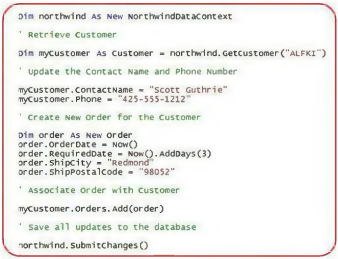 Dim northwind As New NorthwindDataContext
' Retrieve Customer
Dim myCustomer As Customer = northwind.GetCustomer("ALFKI")
' Update the Contact Name and Phone Number
myCustomer.ContactName = "Scott Guthrie"
myCustomer.Phone = "425-555-1212"
' Create New Order for the Customer
Dim order As New Order
order.OrderDate = Now()
order.RequiredDate = Now().AddDays(3)
order.ShipCity = "Redmond"
order.ShipPostalCode = "98052"
' Associate Order with Customer
myCustomer.Orders.Add(order)
' Save all updates to the database
northwind.SubmitChanges()